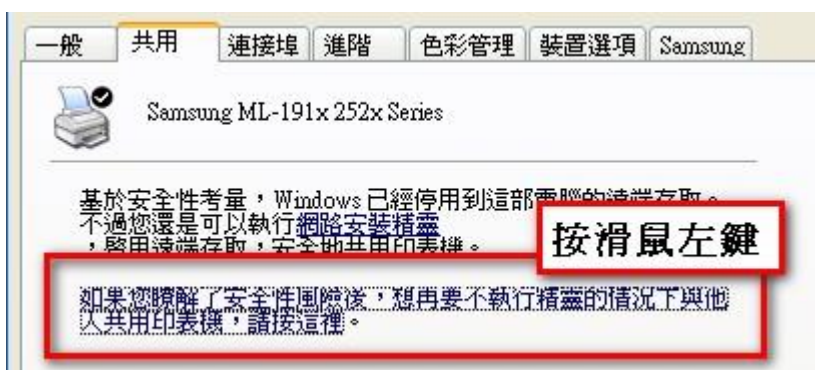 一般 共用 連接埠 進階 色彩管理 裝置選項 Samsung
Samsung ML-191x 252x Series
基於安全性考量，Windows 已經停用到這部電腦的遠端存取。
不過您還是可以執行網路安裝精靈
，啓用遠端存取，安全地共用印表機。
按滑鼠左鍵
如果您瞭解了安全性風險後，想再要不執行精靈的情況下與他
人共用印表機，請按這裡。